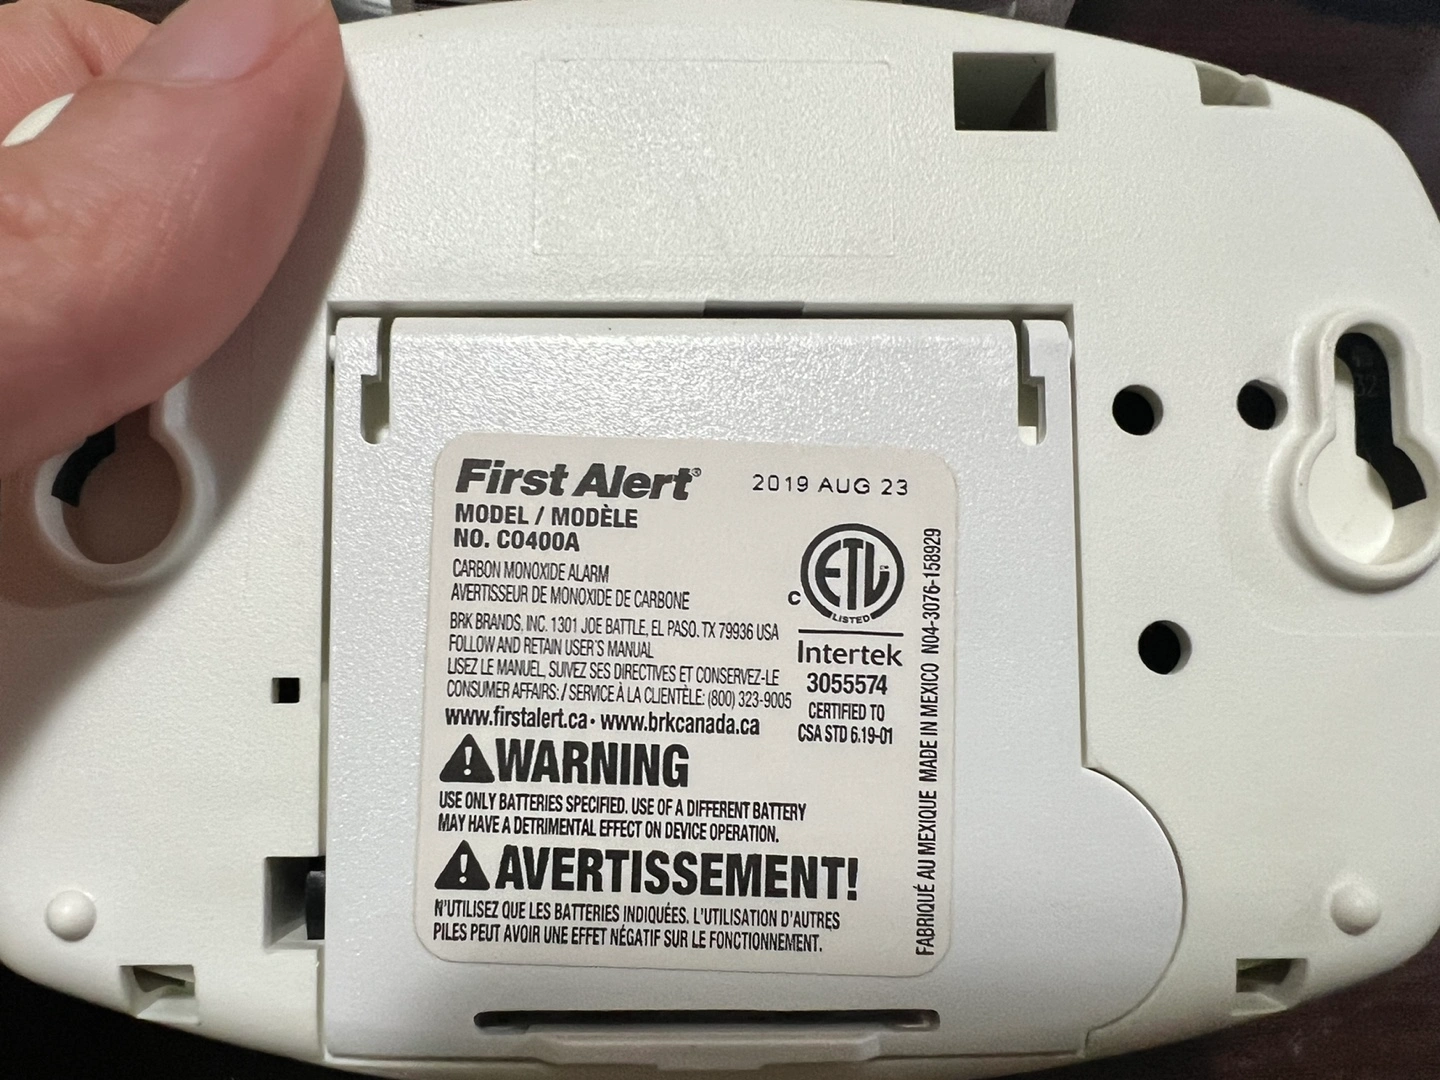 First Alert®
2019 AUG 23
MODEL / MODÈLE
NO. CO400A
CARBON MONOXIDE ALARM
AVERTISSEUR DE MONOXIDE DE CARBONE
BRK BRANDS, INC. 1301 JOE BATTLE, EL PASO, TX 79936 USA
FOLLOW AND RETAIN USER'S MANUAL
LISEZ LE MANUEL, SUIVEZ SES DIRECTIVES ET CONSERVEZ-LE
CONSUMER AFFAIRS: / SERVICE À LA CLIENTÈLE: (800) 323-9005
www.firstalert.ca • www.brkcanada.ca
C ETL CM
LISTED
Intertek
3055574
CERTIFIED TO
CSA STD 6.19-01
WARNING
USE ONLY BATTERIES SPECIFIED. USE OF A DIFFERENT BATTERY
MAY HAVE A DETRIMENTAL EFFECT ON DEVICE OPERATION.
AVERTISSEMENT!
N'UTILISEZ QUE LES BATTERIES INDIQUÉES. L'UTILISATION D'AUTRES
PILES PEUT AVOIR UNE EFFET NÉGATIF SUR LE FONCTIONNEMENT.
FABRIQUÉ AU MEXIQUE MADE IN MEXICO N04-3076-158929